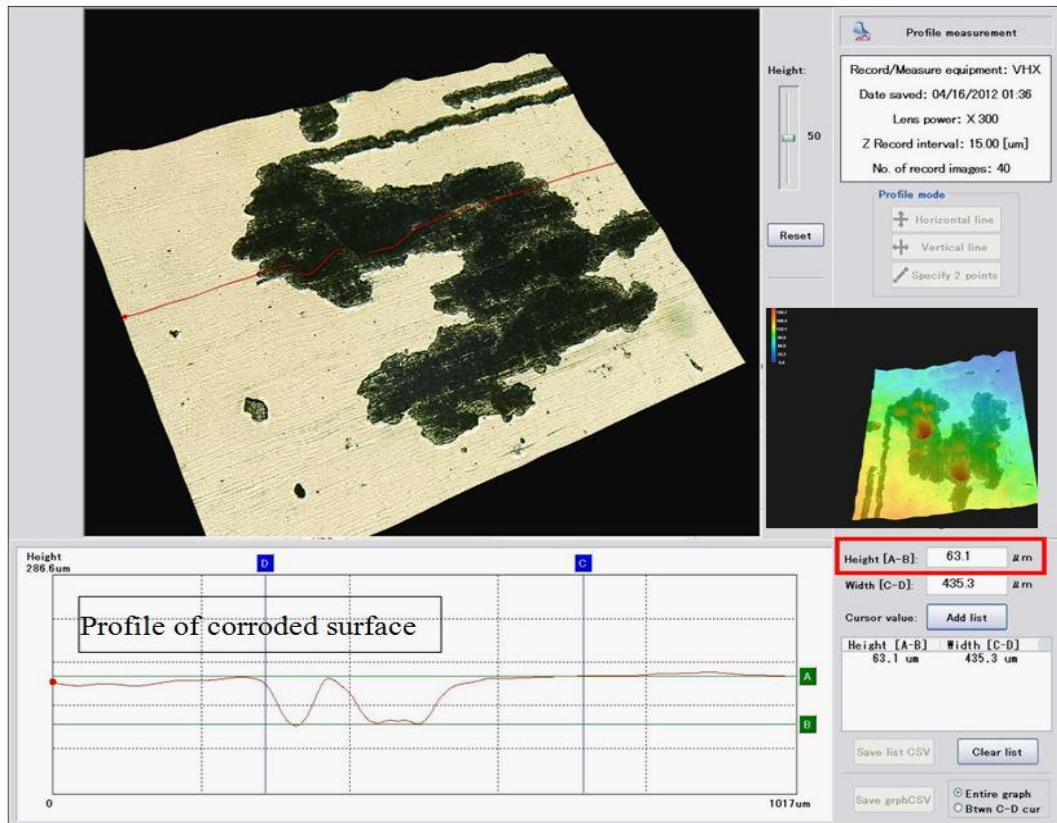 Profile measurement
Record/Measure equipment: VHX
Date saved: 04/16/2012 01:36
Lens power: X 300
Z Record interval: 15.00 [um]
No. of record images: 40
Height:
50
Reset
Profile mode
Horizontal line
Vertical line
Specify 2 points
Height
286.6um
D
C
Profile of corroded surface
A
B
0
1017um
Height [A-B]: 63.1 μm
Width [C-D]: 435.3 μm
Cursor value: Add list
Height [A-B] Width [C-D]
63.1 um 435.3 um
Save list CSV Clear list
Save grphCSV
Entire graph
Btwn C-D cur